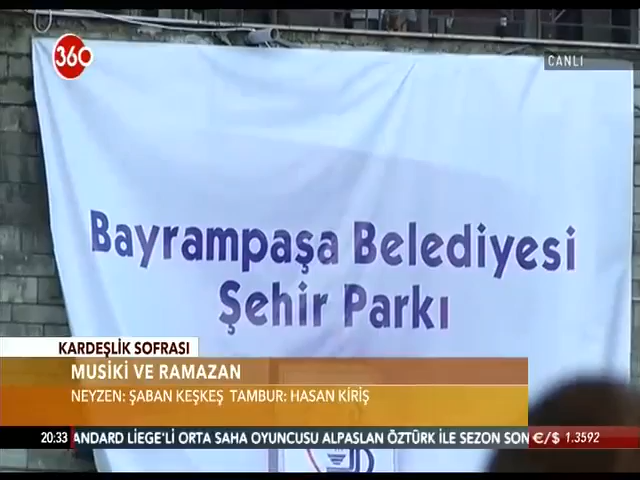 360
CANLI
Bayrampaşa Belediyesi
Şehir Parkı
KARDEŞLİK SOFRASI
MUSİKİ VE RAMAZAN
NEYZEN: ŞABAN KEŞKEŞ TAMBUR: HASAN KİRİŞ
20:33 ANDARD LIEGE'Lİ ORTA SAHA OYUNCUSU ALPASLAN ÖZTÜRK İLE SEZON SON €/$ 1.3592